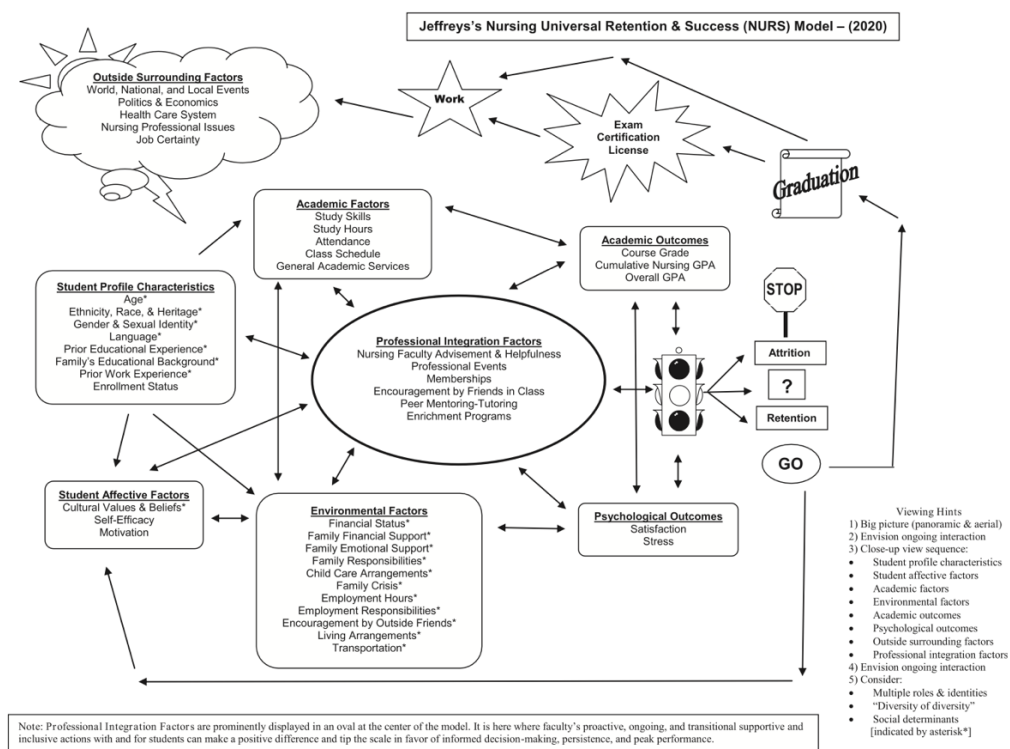 Jeffreys's Nursing Universal Retention & Success (NURS) Model – (2020)
Outside Surrounding Factors
World, National, and Local Events
Politics & Economics
Health Care System
Nursing Professional Issues
Job Certainty
Work
Exam
Certification
License
Graduation
Academic Factors
Study Skills
Study Hours
Attendance
Class Schedule
General Academic Services
Academic Outcomes
Course Grade
Cumulative Nursing GPA
Overall GPA
Student Profile Characteristics
Age*
Ethnicity, Race, & Heritage*
Gender & Sexual Identity*
Language*
Prior Educational Experience*
Family's Educational Background*
Prior Work Experience*
Enrollment Status
Professional Integration Factors
Nursing Faculty Advisement & Helpfulness
Professional Events
Memberships
Encouragement by Friends in Class
Peer Mentoring-Tutoring
Enrichment Programs
STOP
Attrition
?
Retention
GO
Student Affective Factors
Cultural Values & Beliefs*
Self-Efficacy
Motivation
Environmental Factors
Financial Status*
Family Financial Support*
Family Emotional Support*
Family Responsibilities*
Child Care Arrangements*
Family Crisis*
Employment Hours*
Employment Responsibilities*
Encouragement by Outside Friends*
Living Arrangements*
Transportation*
Psychological Outcomes
Satisfaction
Stress
Viewing Hints
1) Big picture (panoramic & aerial)
2) Envision ongoing interaction
3) Close-up view sequence:
• Student profile characteristics
• Student affective factors
• Academic factors
• Environmental factors
• Academic outcomes
• Psychological outcomes
• Outside surrounding factors
• Professional integration factors
4) Envision ongoing interaction
5) Consider:
• Multiple roles & identities
• "Diversity of diversity"
• Social determinants
[indicated by asterisk*]
Note: Professional Integration Factors are prominently displayed in an oval at the center of the model. It is here where faculty's proactive, ongoing, and transitional supportive and
inclusive actions with and for students can make a positive difference and tip the scale in favor of informed decision-making, persistence, and peak performance.